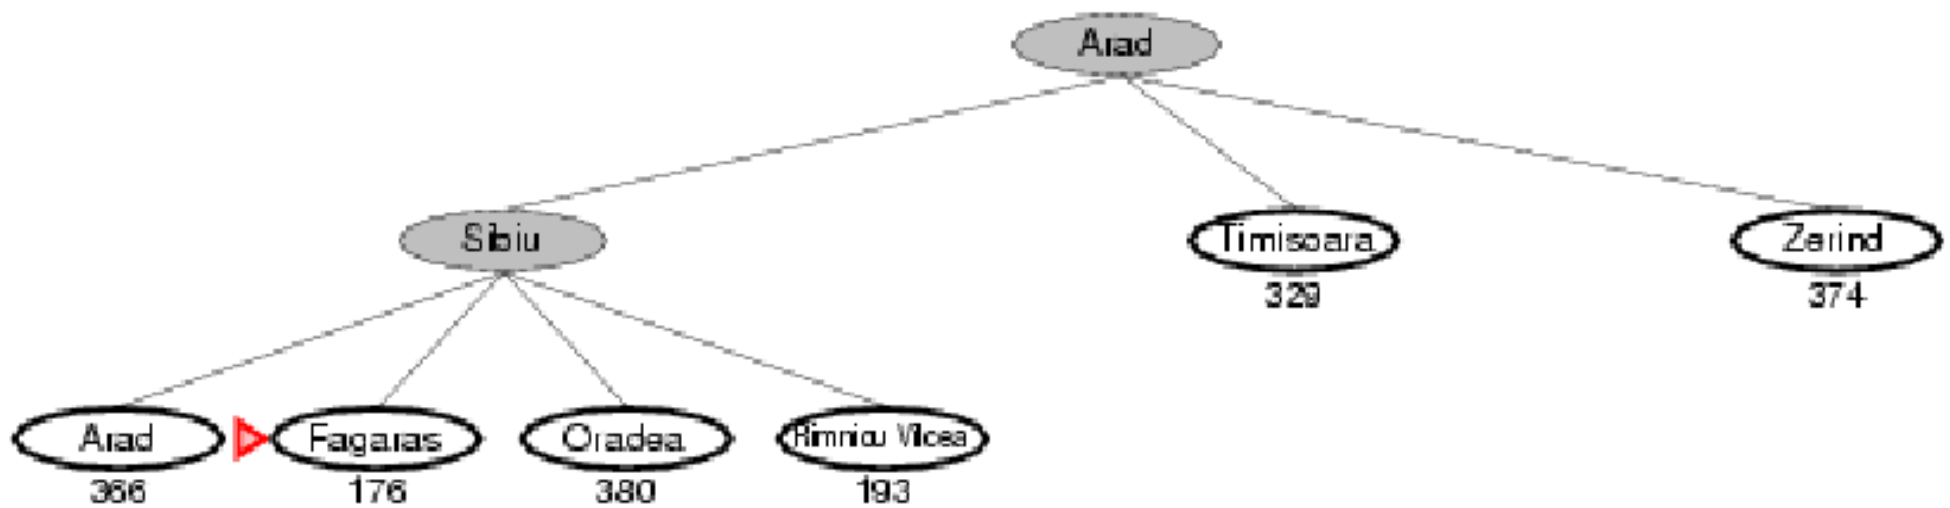 Arad
Sibiu
Timisoara
Zerind
329
374
Arad
Fagaras
Oradea
Rimnicu Vilcea
366
176
380
193